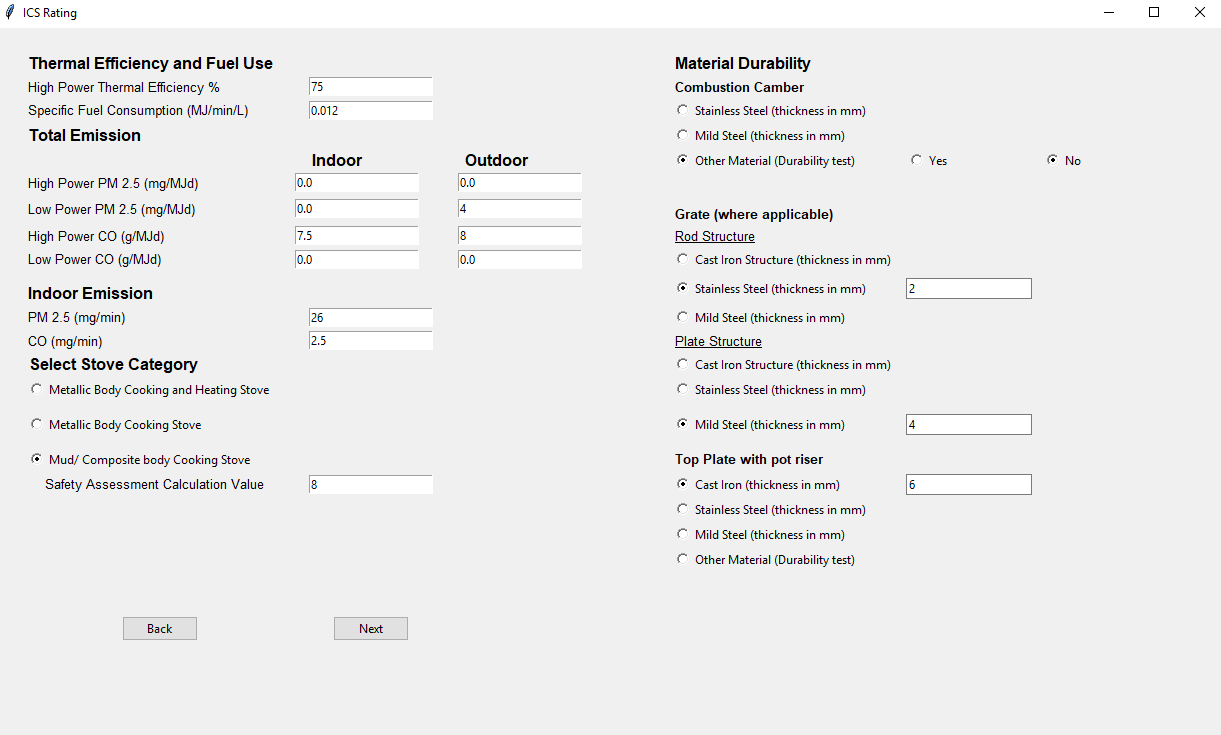 ICS Rating
Thermal Efficiency and Fuel Use
High Power Thermal Efficiency % 75
Specific Fuel Consumption (MJ/min/L) 0.012
Total Emission
Indoor Outdoor
High Power PM 2.5 (mg/MJd) 0.0 0.0
Low Power PM 2.5 (mg/MJd) 0.0 4
High Power CO (g/MJd) 7.5 8
Low Power CO (g/MJd) 0.0 0.0
Indoor Emission
PM 2.5 (mg/min) 26
CO (mg/min) 2.5
Select Stove Category
Metallic Body Cooking and Heating Stove
Metallic Body Cooking Stove
Mud/ Composite body Cooking Stove
Safety Assessment Calculation Value 8
Back Next
Material Durability
Combustion Camber
Stainless Steel (thickness in mm)
Mild Steel (thickness in mm)
Other Material (Durability test) Yes No
Grate (where applicable)
Rod Structure
Cast Iron Structure (thickness in mm)
Stainless Steel (thickness in mm) 2
Mild Steel (thickness in mm)
Plate Structure
Cast Iron Structure (thickness in mm)
Stainless Steel (thickness in mm)
Mild Steel (thickness in mm) 4
Top Plate with pot riser
Cast Iron (thickness in mm) 6
Stainless Steel (thickness in mm)
Mild Steel (thickness in mm)
Other Material (Durability test)